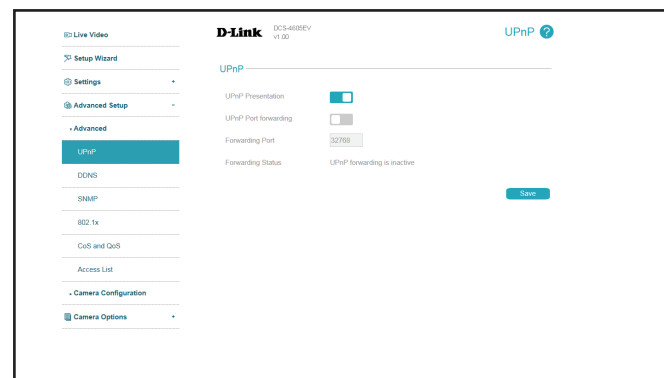 Live Video
Setup Wizard
Settings +
Advanced Setup -
• Advanced
UPnP
DDNS
SNMP
802.1x
CoS and QoS
Access List
• Camera Configuration
Camera Options +
D-Link DCS-4605EV
v1.00
UPnP ?
UPnP
UPnP Presentation
UPnP Port forwarding
Forwarding Port 32768
Forwarding Status UPnP forwarding is inactive
Save